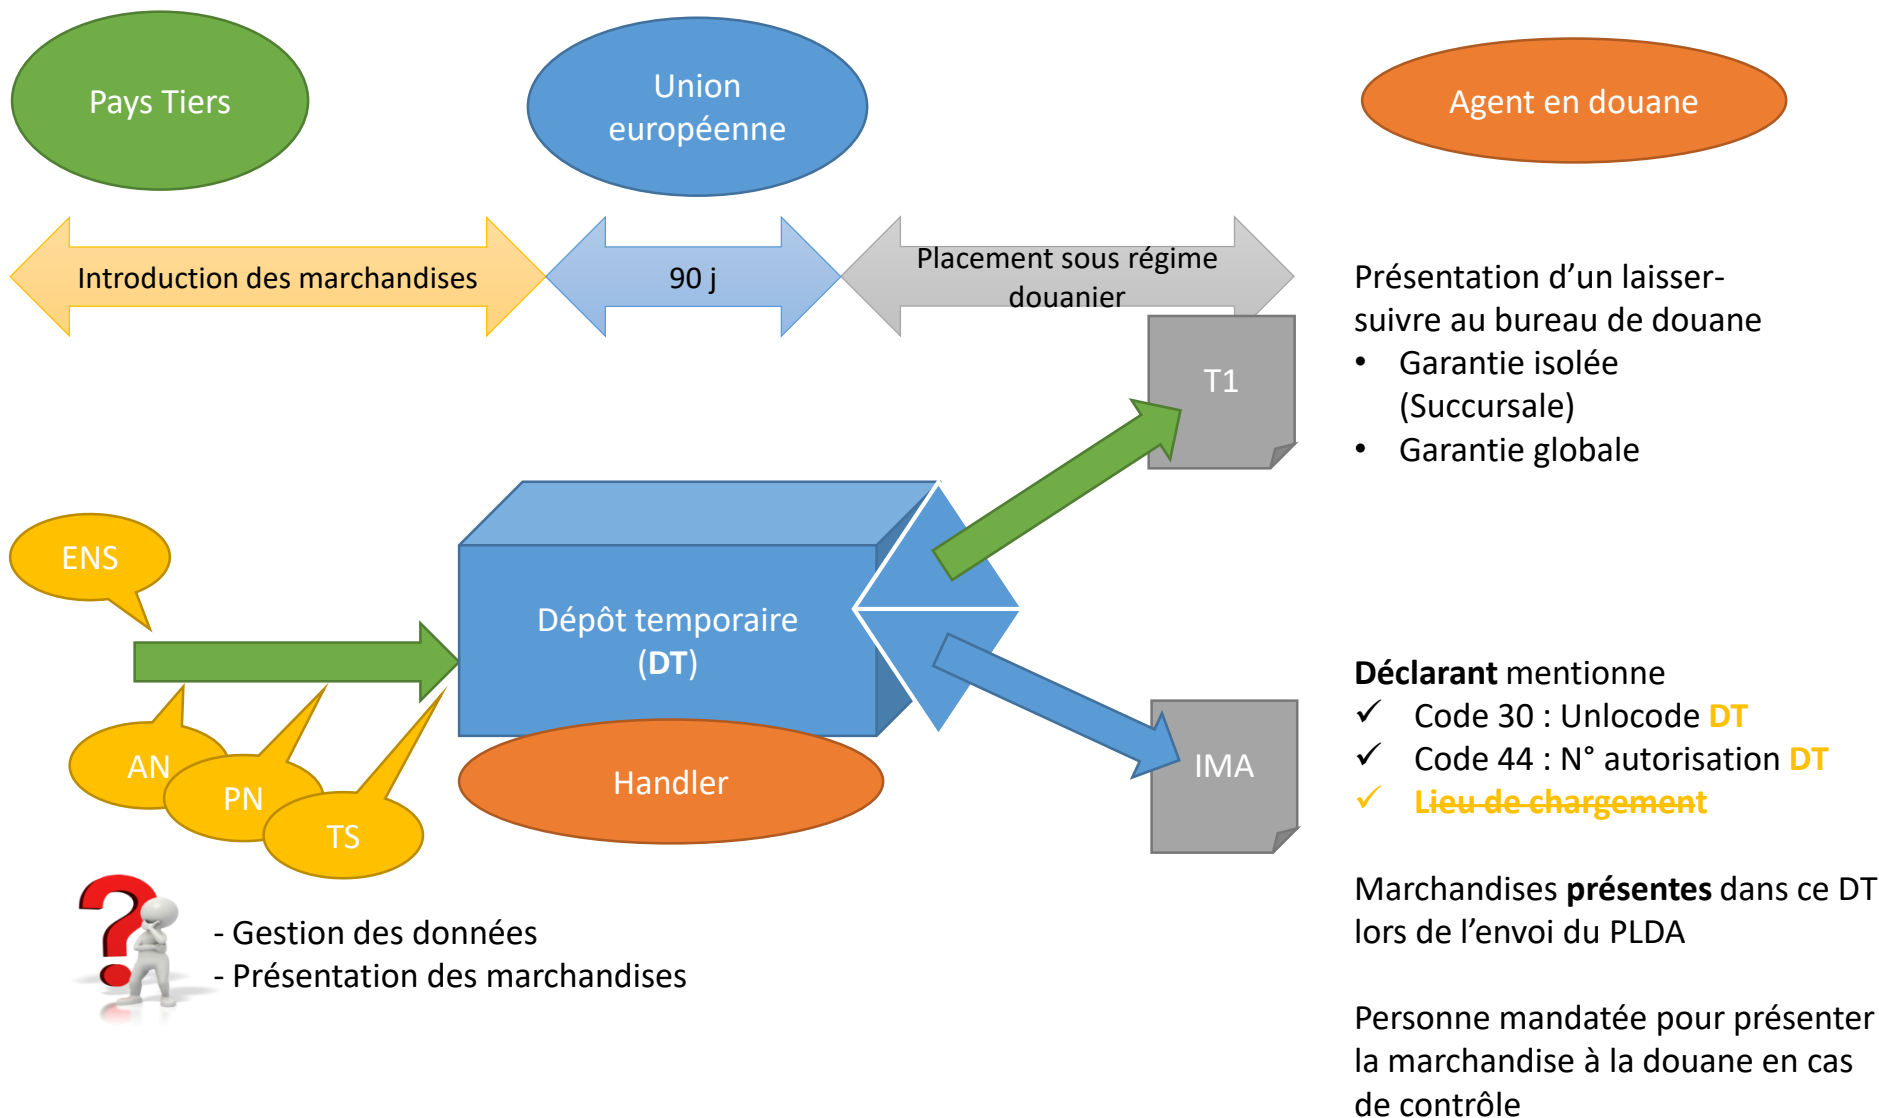 Pays Tiers
Union
européenne
Agent en douane
Introduction des marchandises
90 j
Placement sous régime
douanier
Présentation d’un laisser-
suivre au bureau de douane
• Garantie isolée
(Succursale)
• Garantie globale
T1
ENS
Dépôt temporaire
(DT)
AN
PN
TS
Handler
IMA
Déclarant mentionne
✓ Code 30 : Unlocode DT
✓ Code 44 : N° autorisation DT
✓ Lieu de chargement
Marchandises présentes dans ce DT
lors de l’envoi du PLDA
- Gestion des données
- Présentation des marchandises
Personne mandatée pour présenter
la marchandise à la douane en cas
de contrôle